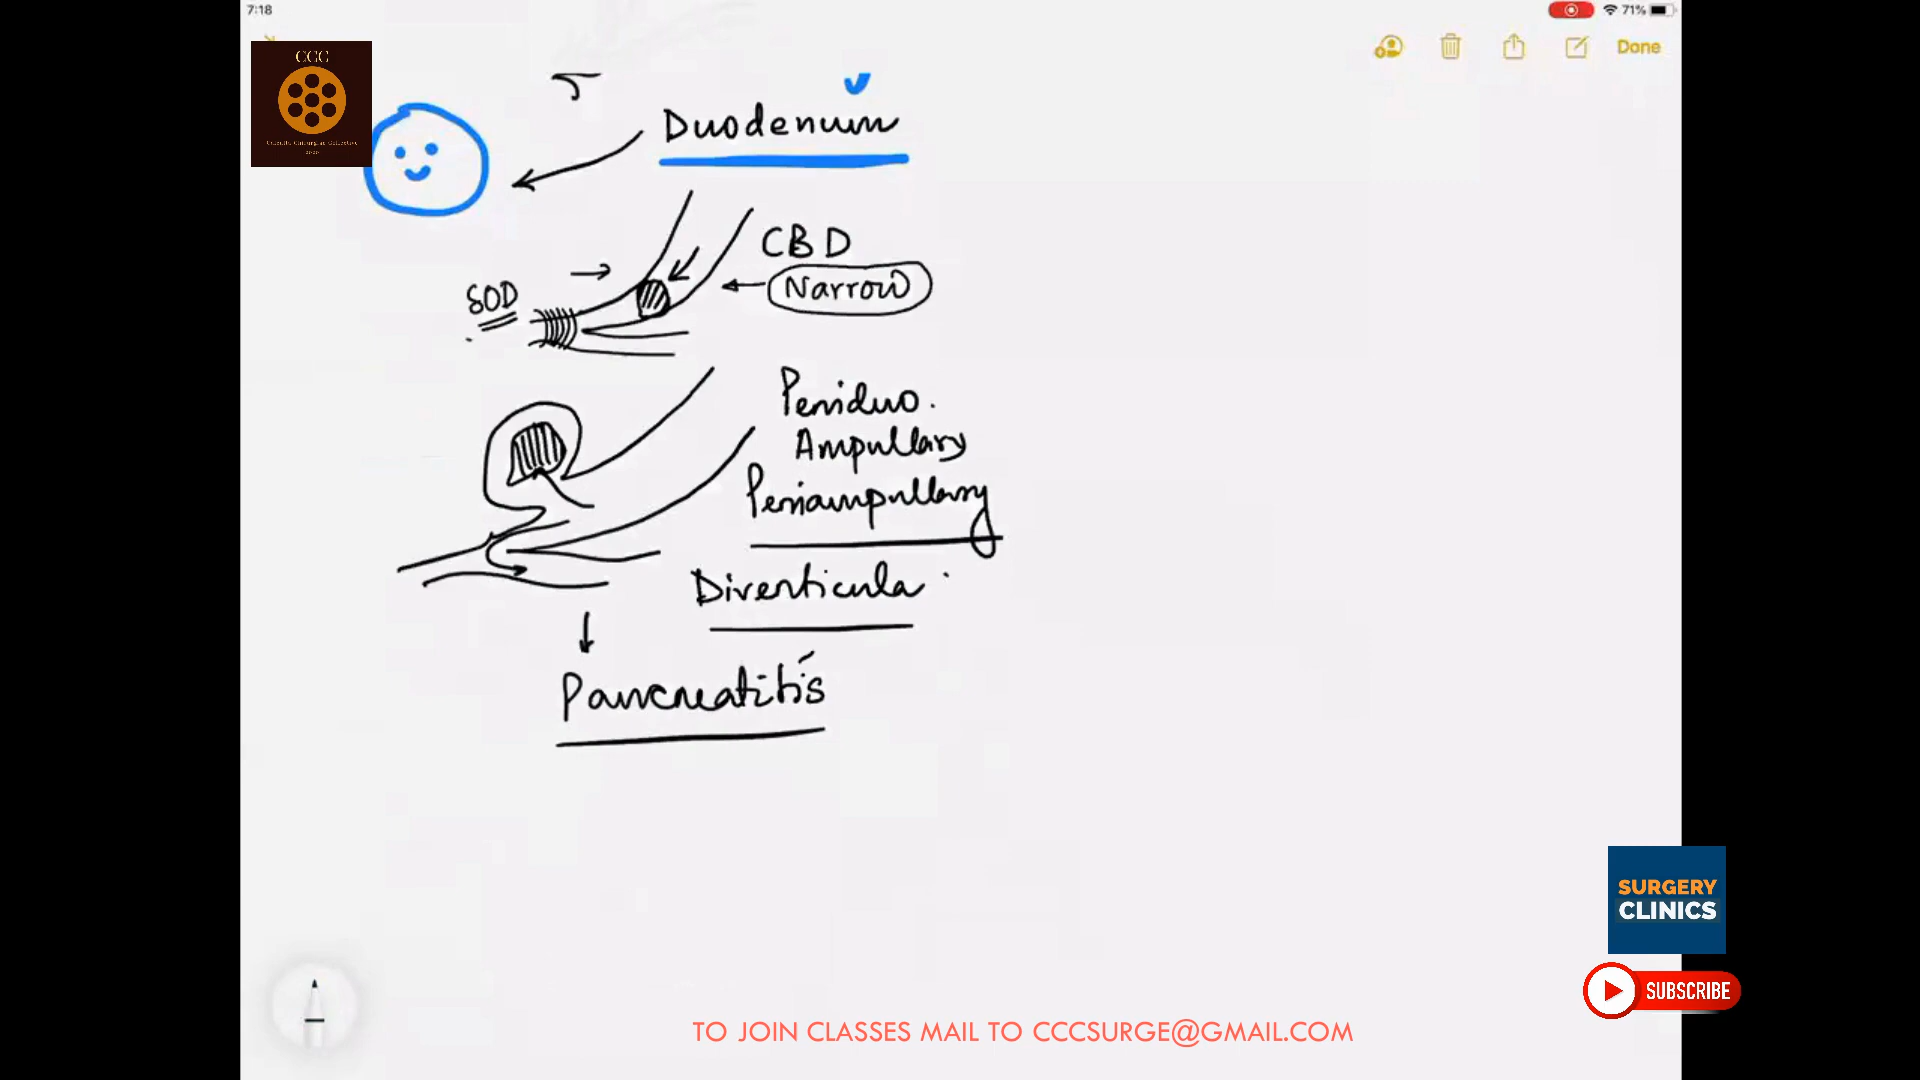 7:18
71%
Done
CCC
2020
Duodenum
CBD
Narrow
SOD
Periduo.
Ampullary
Periampullary
Diverticula
Pancreatitis
SURGERY
CLINICS
SUBSCRIBE
TO JOIN CLASSES MAIL TO CCCSURGE@GMAIL.COM